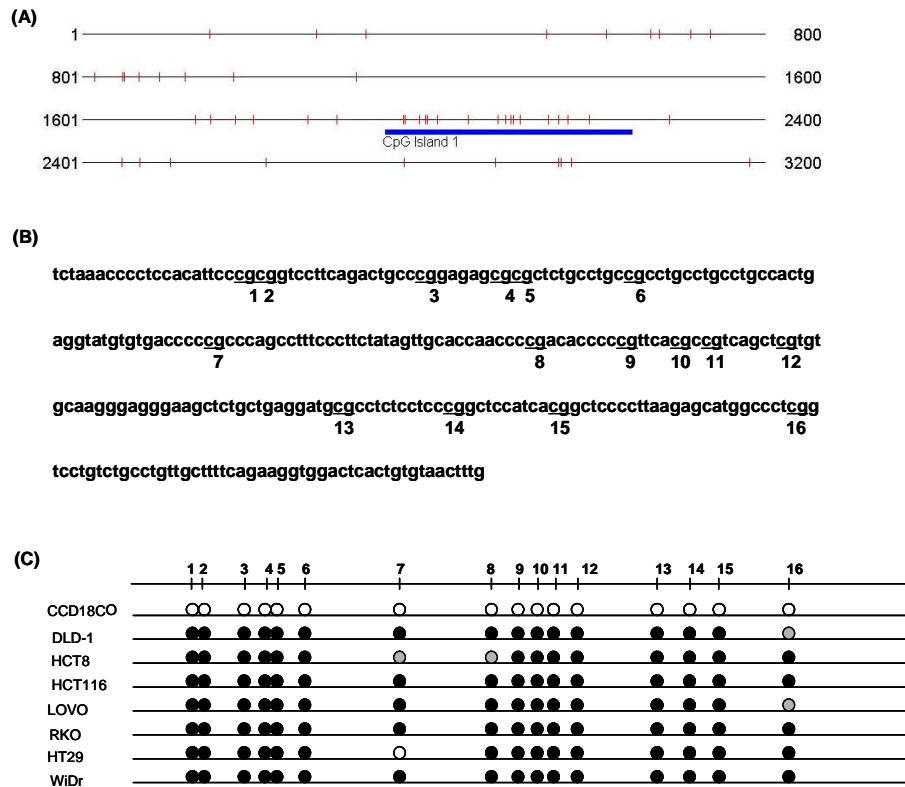 (A)
1 800
801 1600
1601 2400
CpG Island 1
2401 3200
(B)
tctaaacccctccacattcccgcggtccttcagactgcccggagagcgcgctctgcctgccgcctgcctgcctgccactg
1 2 3 4 5 6
aggtatgtgtgacccccgcccagcctttcccttctatagttgcaccaaccccgacacccccgttcacgccgtcagctcgtgt
7 8 9 10 11 12
gcaagggagggaagctctgctgaggatgcgcctctcctcccggctccatcacggctccccttaagagcatggccctcgg
13 14 15 16
tcctgtctgcctgttgcttttcagaaggtggactcactgtgtaactttg
(C)
1 2 3 4 5 6 7 8 9 10 11 12 13 14 15 16
CCD18CO
DLD-1
HCT8
HCT116
LOVO
RKO
HT29
WiDr